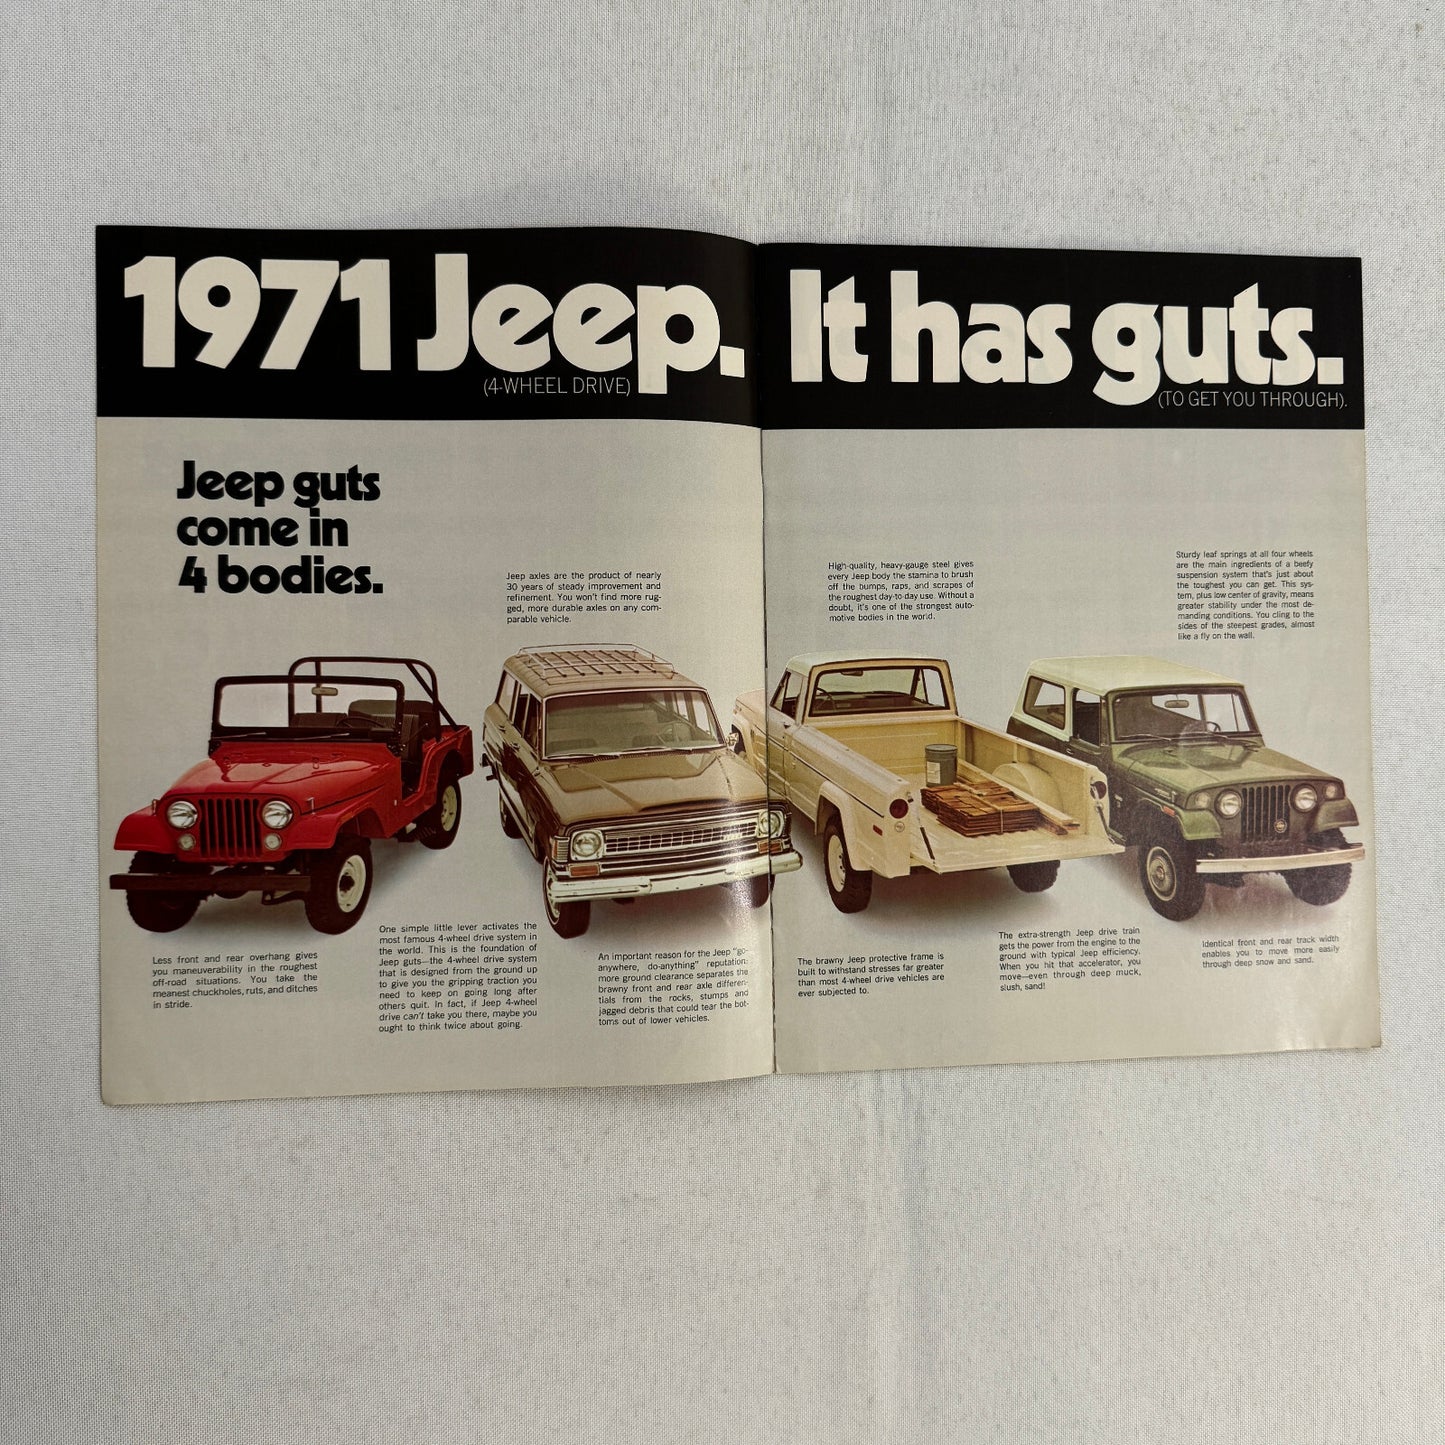 1971 Jeep. It has guts.
(4-WHEEL DRIVE)
(TO GET YOU THROUGH).
Jeep guts
come in
4 bodies.
Jeep axles are the product of nearly
30 years of steady improvement and
refinement. You won't find more rug-
ged, more durable axles on any com-
parable vehicle.
High-quality, heavy-gauge steel gives
every Jeep body the stamina to brush
off the bumps, raps, and scrapes of
the roughest day-to-day use. Without a
doubt, it's one of the strongest auto-
motive bodies in the world.
Sturdy leaf springs at all four wheels
are the main ingredients of a beefy
suspension system that's just about
the toughest you can get. This sys-
tem, plus low center of gravity, means
greater stability under the most de-
manding conditions. You cling to the
sides of the steepest grades, almost
like a fly on the wall.
Less front and rear overhang gives
you maneuverability in the roughest
off-road situations. You take the
meanest chuckholes, ruts, and ditches
in stride.
One simple little lever activates the
most famous 4-wheel drive system in
the world. This is the foundation of
Jeep guts—the 4-wheel drive system
that is designed from the ground up
to give you the gripping traction you
need to keep on going long after
others quit. In fact, if Jeep 4-wheel
drive can't take you there, maybe you
ought to think twice about going.
An important reason for the Jeep "go-
anywhere, do-anything" reputation:
more ground clearance separates the
brawny front and rear axle differen-
tials from the rocks, stumps and
jagged debris that could tear the bot-
toms out of lower vehicles.
The brawny Jeep protective frame is
built to withstand stresses far greater
than most 4-wheel drive vehicles are
ever subjected to.
The extra-strength Jeep drive train
gets the power from the engine to the
ground with typical Jeep efficiency.
When you hit that accelerator, you
move—even through deep muck,
slush, sand!
Identical front and rear track width
enables you to move more easily
through deep snow and sand.